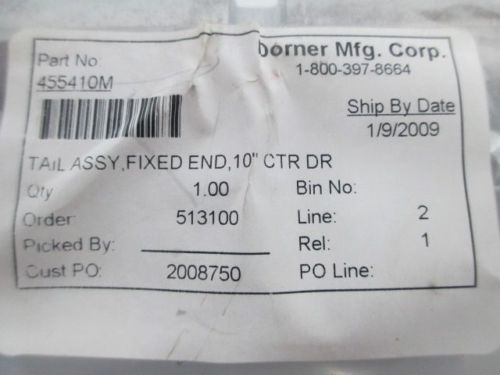 Dorner Mfg. Corp.
1-800-397-8664
Part No:
455410M
Ship By Date
1/9/2009
TAIL ASSY,FIXED END,10" CTR DR
Qty 1.00 Bin No:
Order: 513100 Line: 2
Picked By: Rel: 1
Cust PO: 2008750 PO Line: